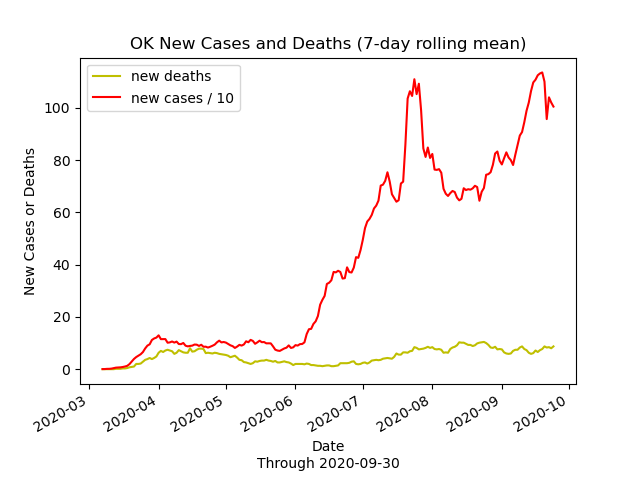 OK New Cases and Deaths (7-day rolling mean)
new deaths
new cases / 10
New Cases or Deaths
100
80
60
40
20
0
2020-03
2020-04
2020-05
2020-06
2020-07
2020-08
2020-09
2020-10
Date
Through 2020-09-30